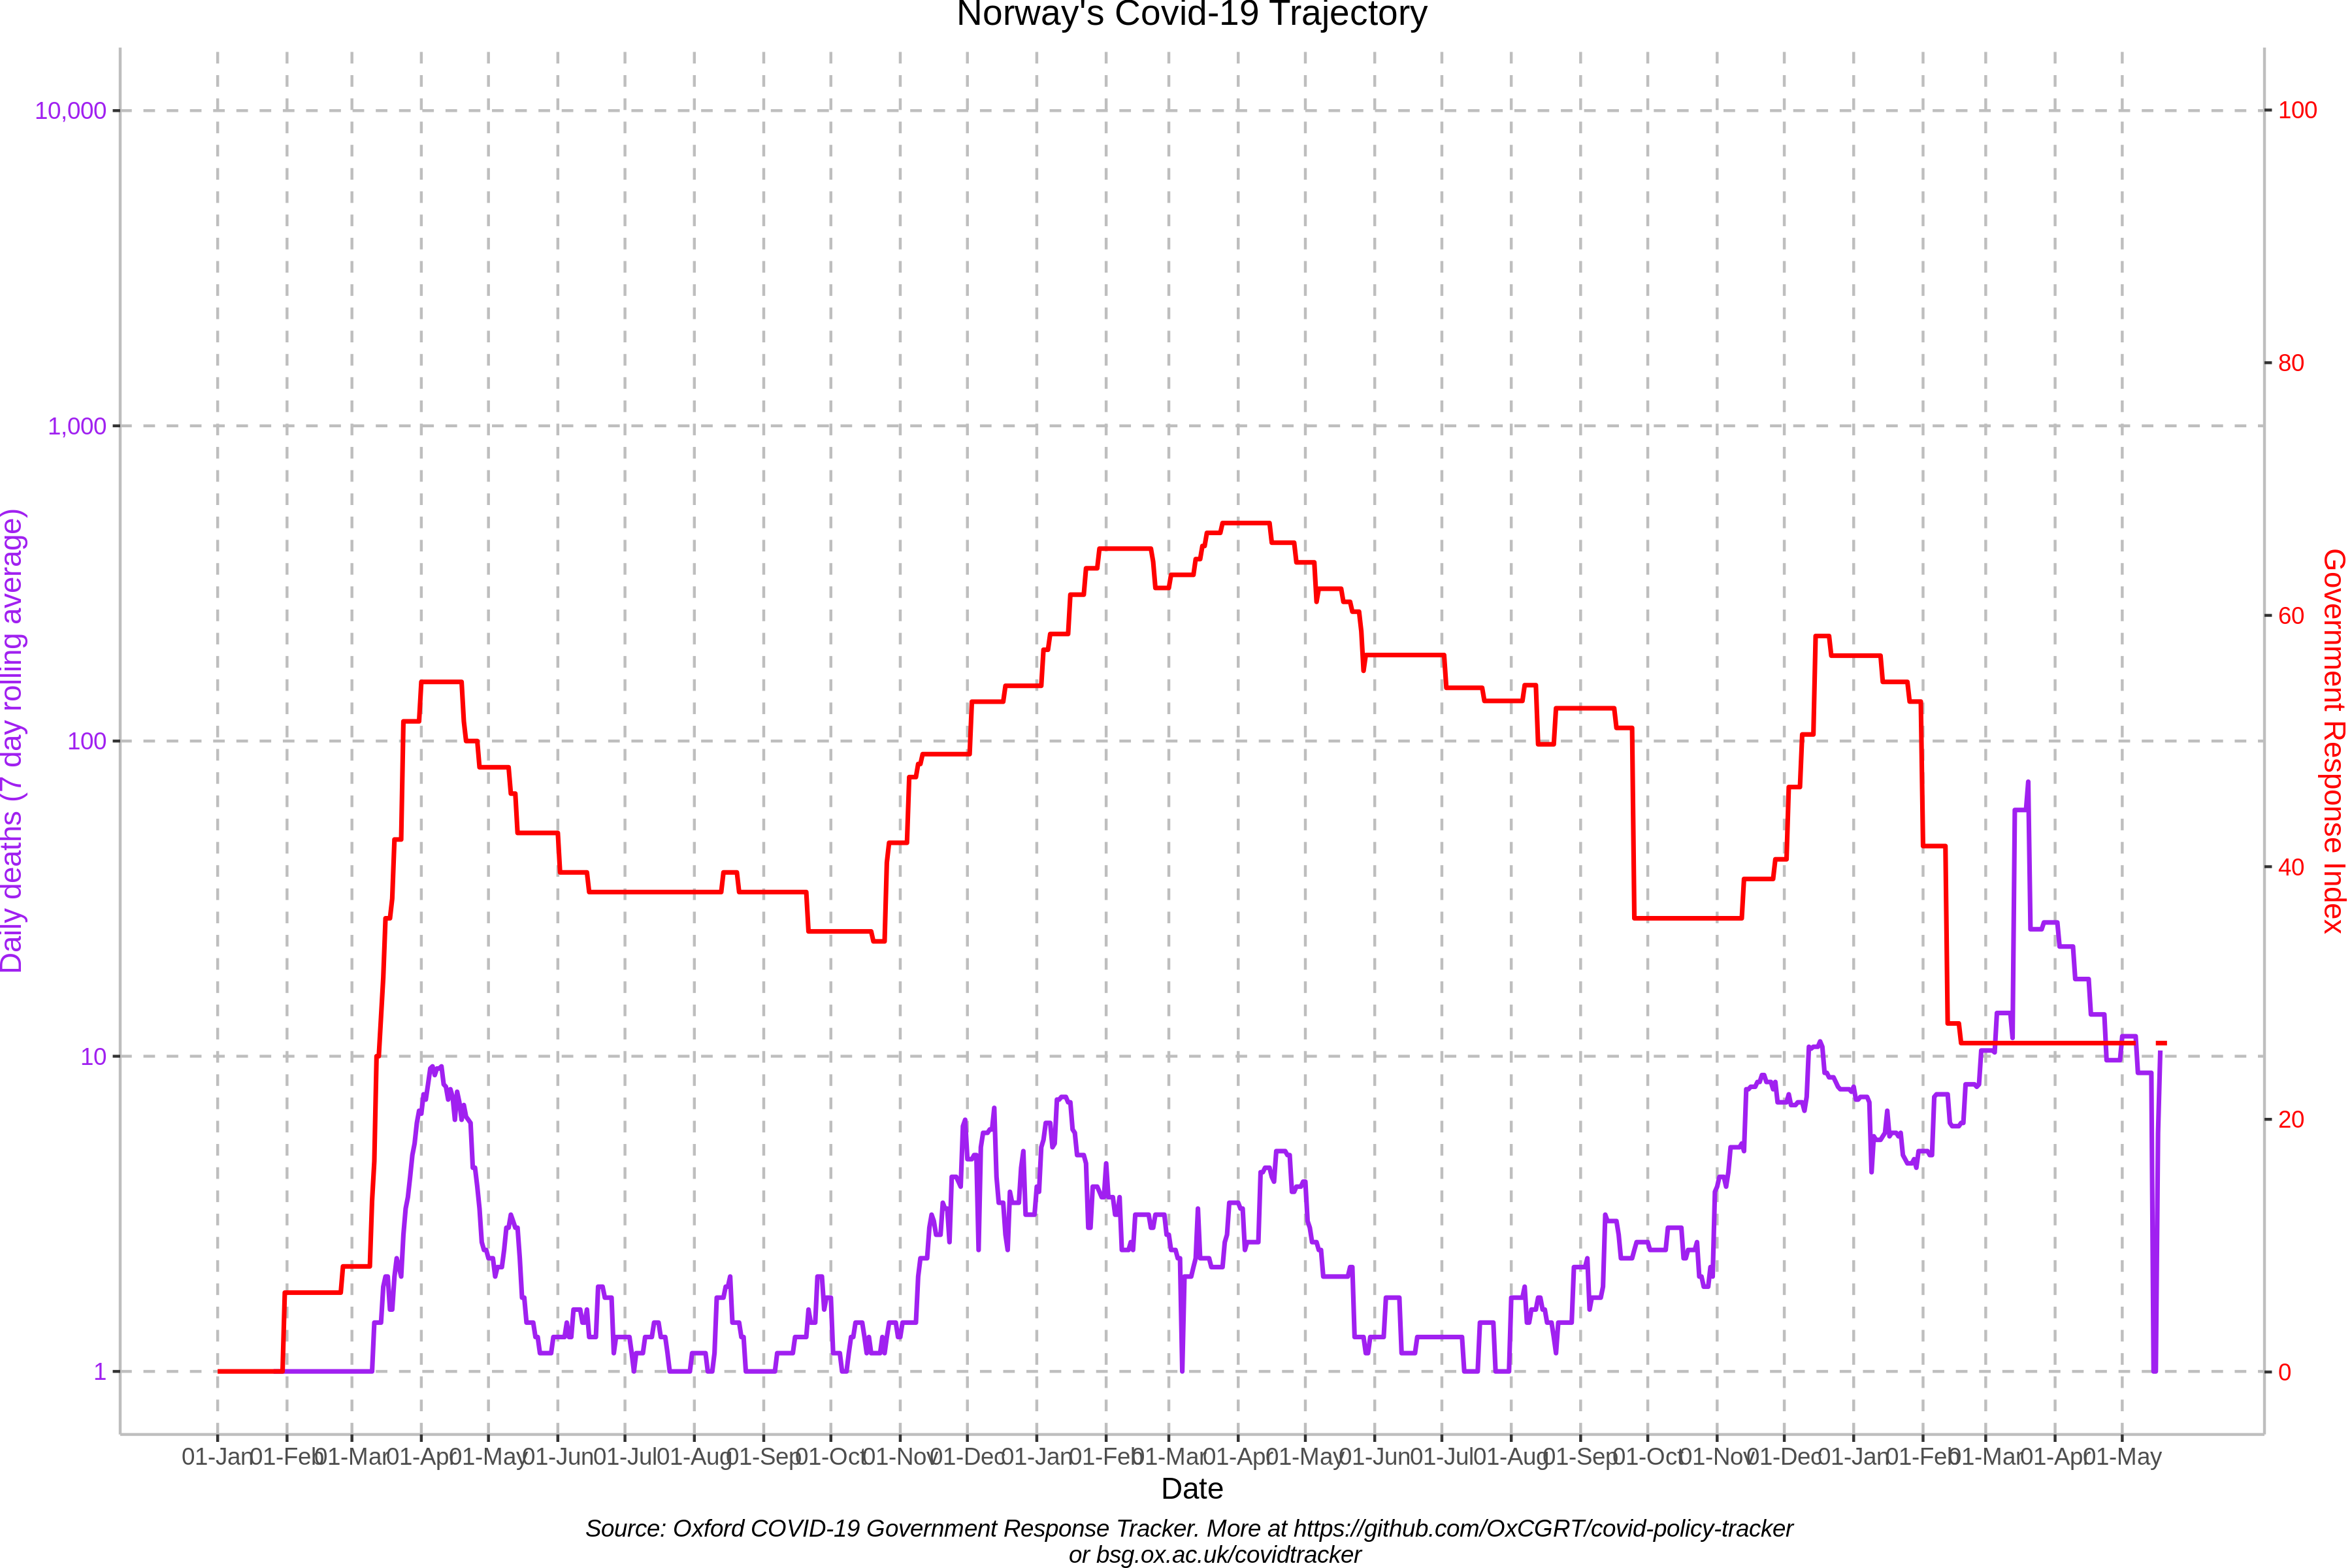 Norway's Covid-19 Trajectory
10,000
1,000
100
10
1
Daily deaths (7 day rolling average)
100
80
60
40
20
0
Government Response Index
01-Jan 01-Feb 01-Mar 01-Apr 01-May 01-Jun 01-Jul 01-Aug 01-Sep 01-Oct 01-Nov 01-Dec 01-Jan 01-Feb 01-Mar 01-Apr 01-May 01-Jun 01-Jul 01-Aug 01-Sep 01-Oct 01-Nov 01-Dec 01-Jan 01-Feb 01-Mar 01-Apr 01-May
Date
Source: Oxford COVID-19 Government Response Tracker. More at https://github.com/OxCGRT/covid-policy-tracker
or bsg.ox.ac.uk/covidtracker